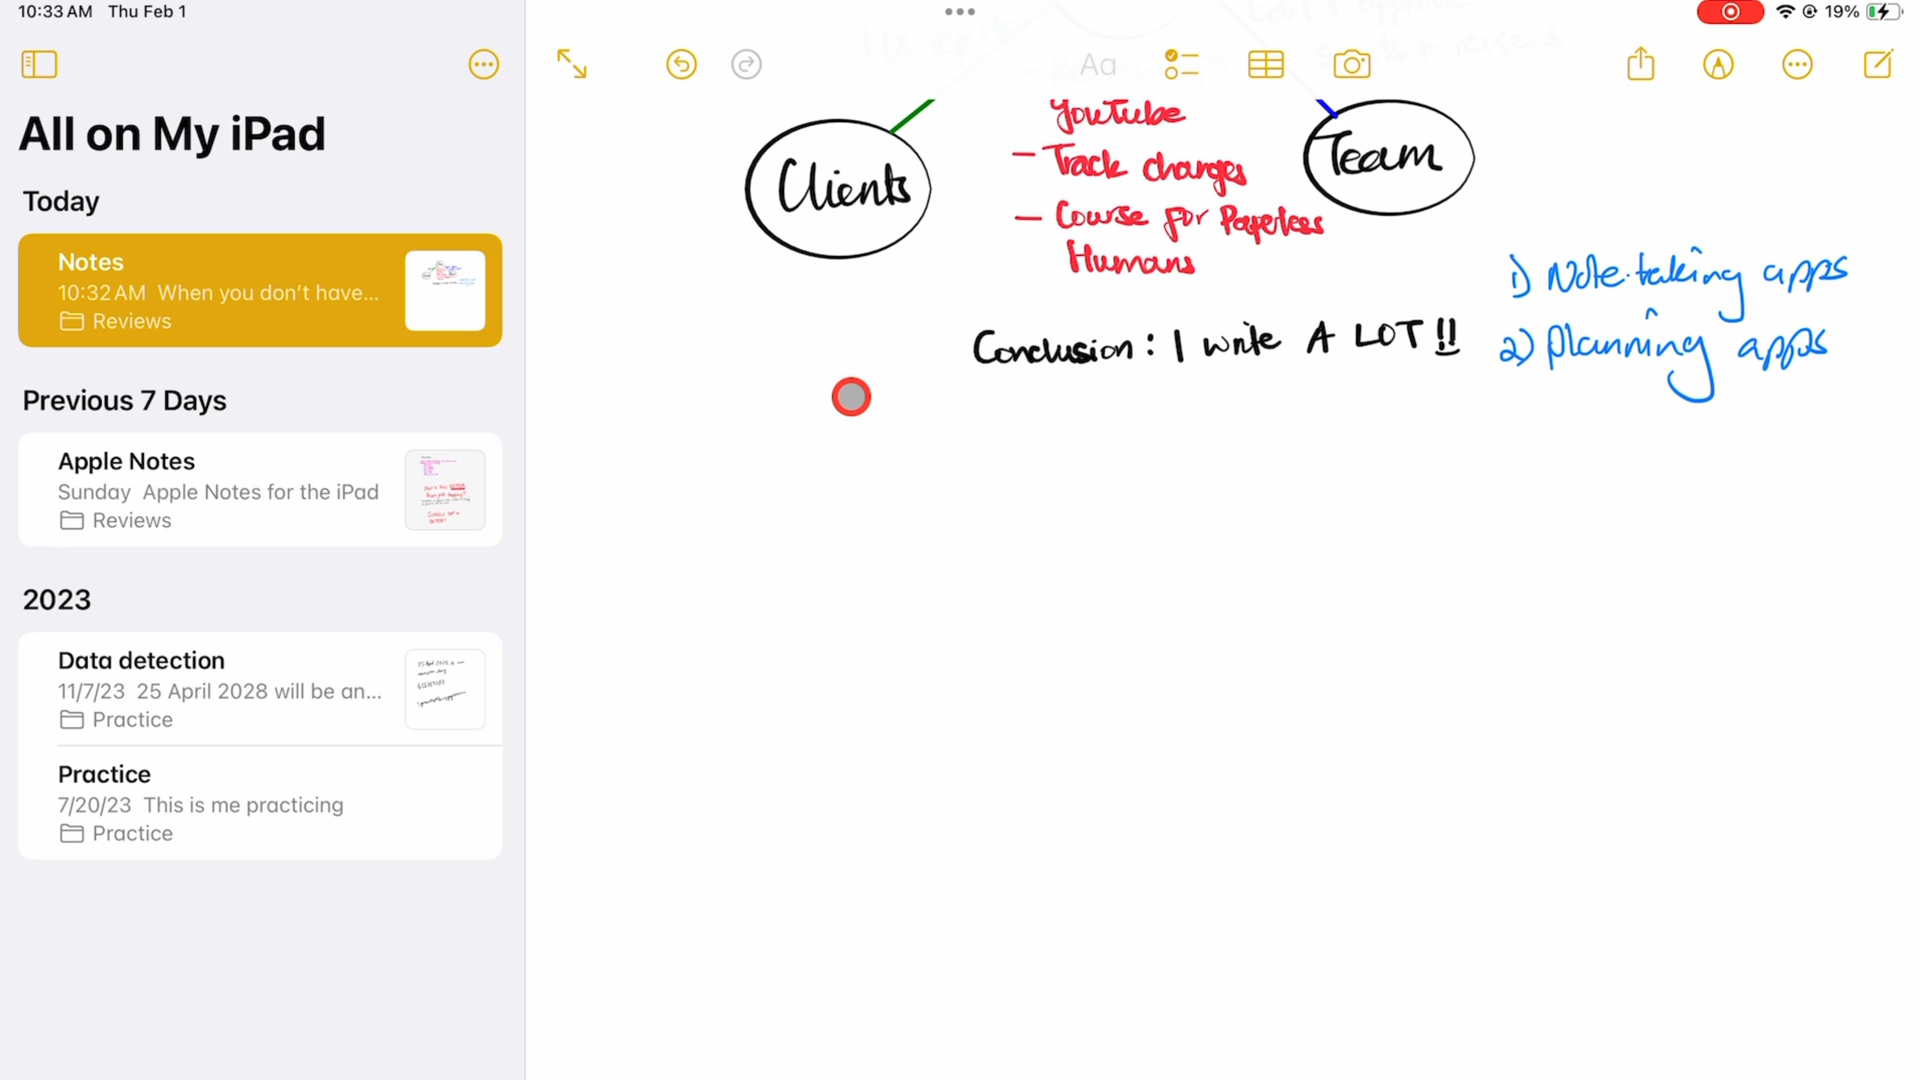 10:33 AM Thu Feb 1
19%
All on My iPad
Today
Notes
10:32 AM When you don't have...
Reviews
Previous 7 Days
Apple Notes
Sunday Apple Notes for the iPad
Reviews
2023
Data detection
11/7/23 25 April 2028 will be an...
Practice
Practice
7/20/23 This is me practicing
Practice
Aa
YouTube
- Track changes
- Course for Paperless
Humans
Clients
Team
Conclusion : I write A LOT !!
1) Note-taking apps
2) planning apps